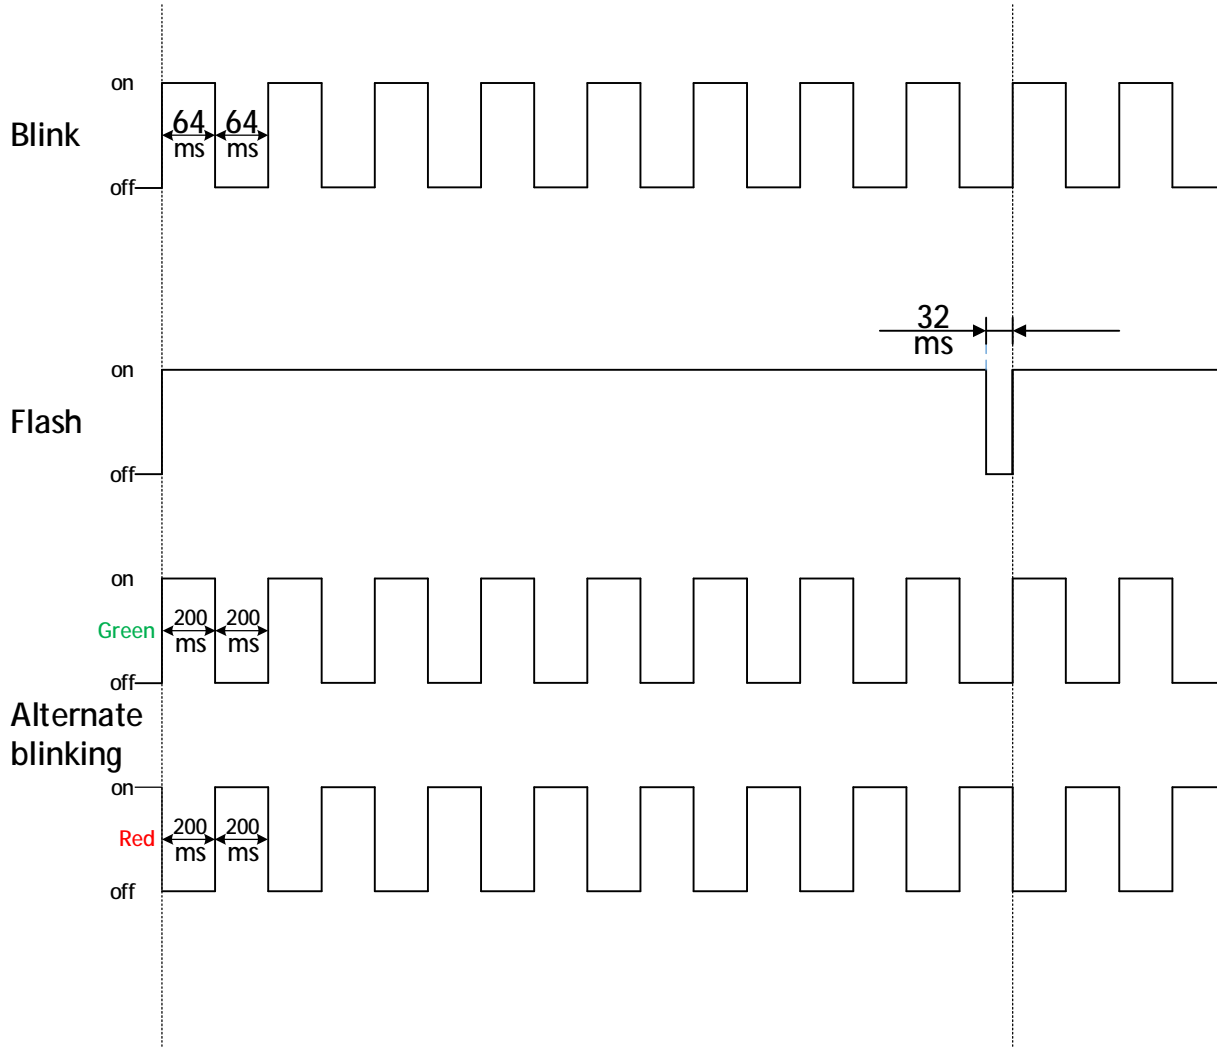 on
64 64
ms ms
Blink
off
32
ms
on
Flash
off
on
200 200
Green
ms ms
off
Alternate
blinking
on
200 200
Red
ms ms
off